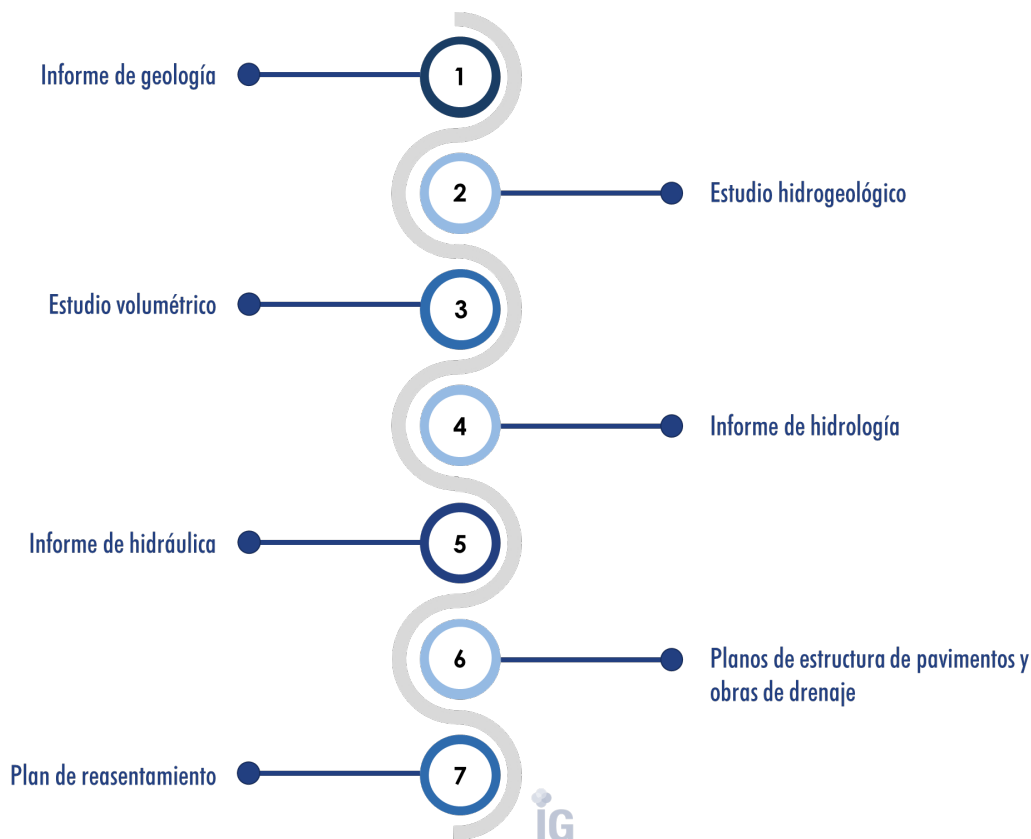 Informe de geología
1
2
Estudio hidrogeológico
Estudio volumétrico
3
4
Informe de hidrología
Informe de hidráulica
5
6
Planos de estructura de pavimentos y
obras de drenaje
Plan de reasentamiento
7
IG